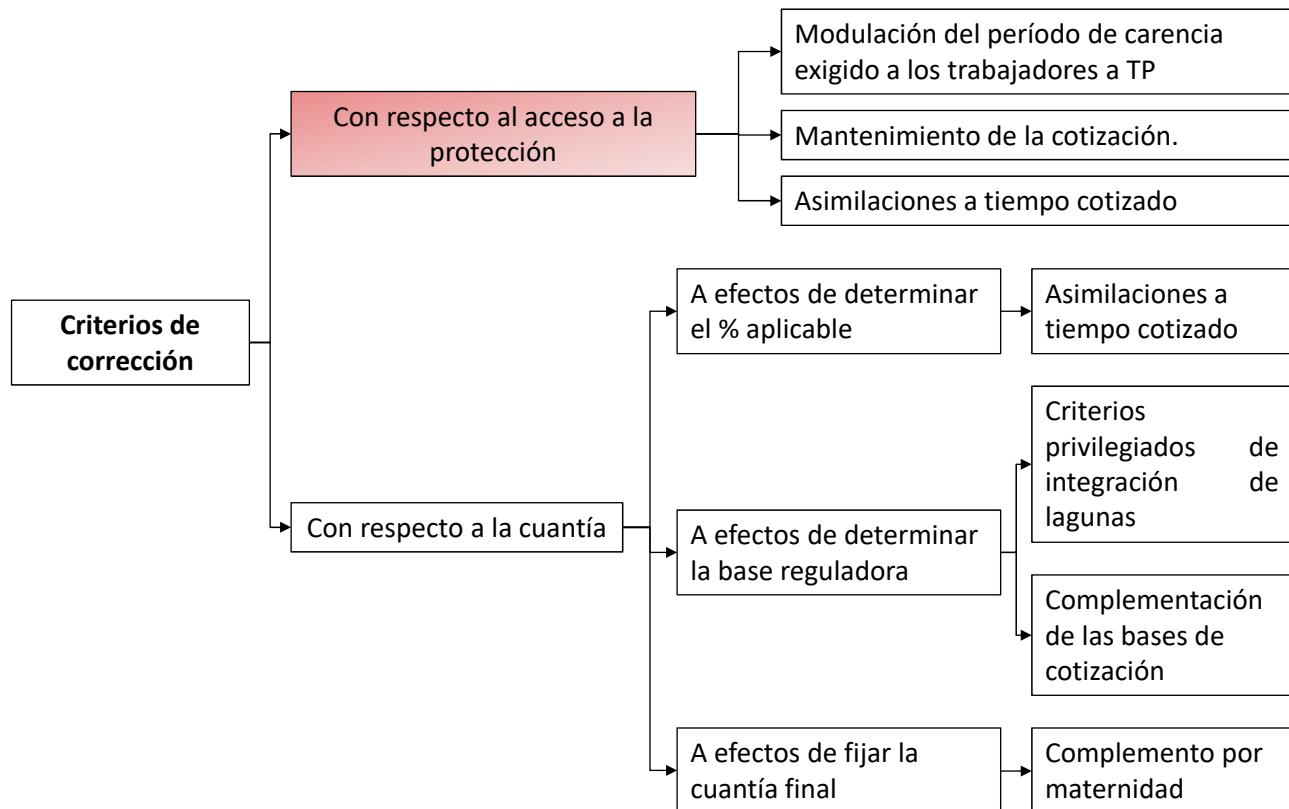 Criterios de
corrección
Con respecto al acceso a la
protección
Modulación del período de carencia
exigido a los trabajadores a TP
Mantenimiento de la cotización.
Asimilaciones a tiempo cotizado
Con respecto a la cuantía
A efectos de determinar
el % aplicable
Asimilaciones a
tiempo cotizado
A efectos de determinar
la base reguladora
Criterios
privilegiados de
integración de
lagunas
Complementación
de las bases de
cotización
A efectos de fijar la
cuantía final
Complemento por
maternidad